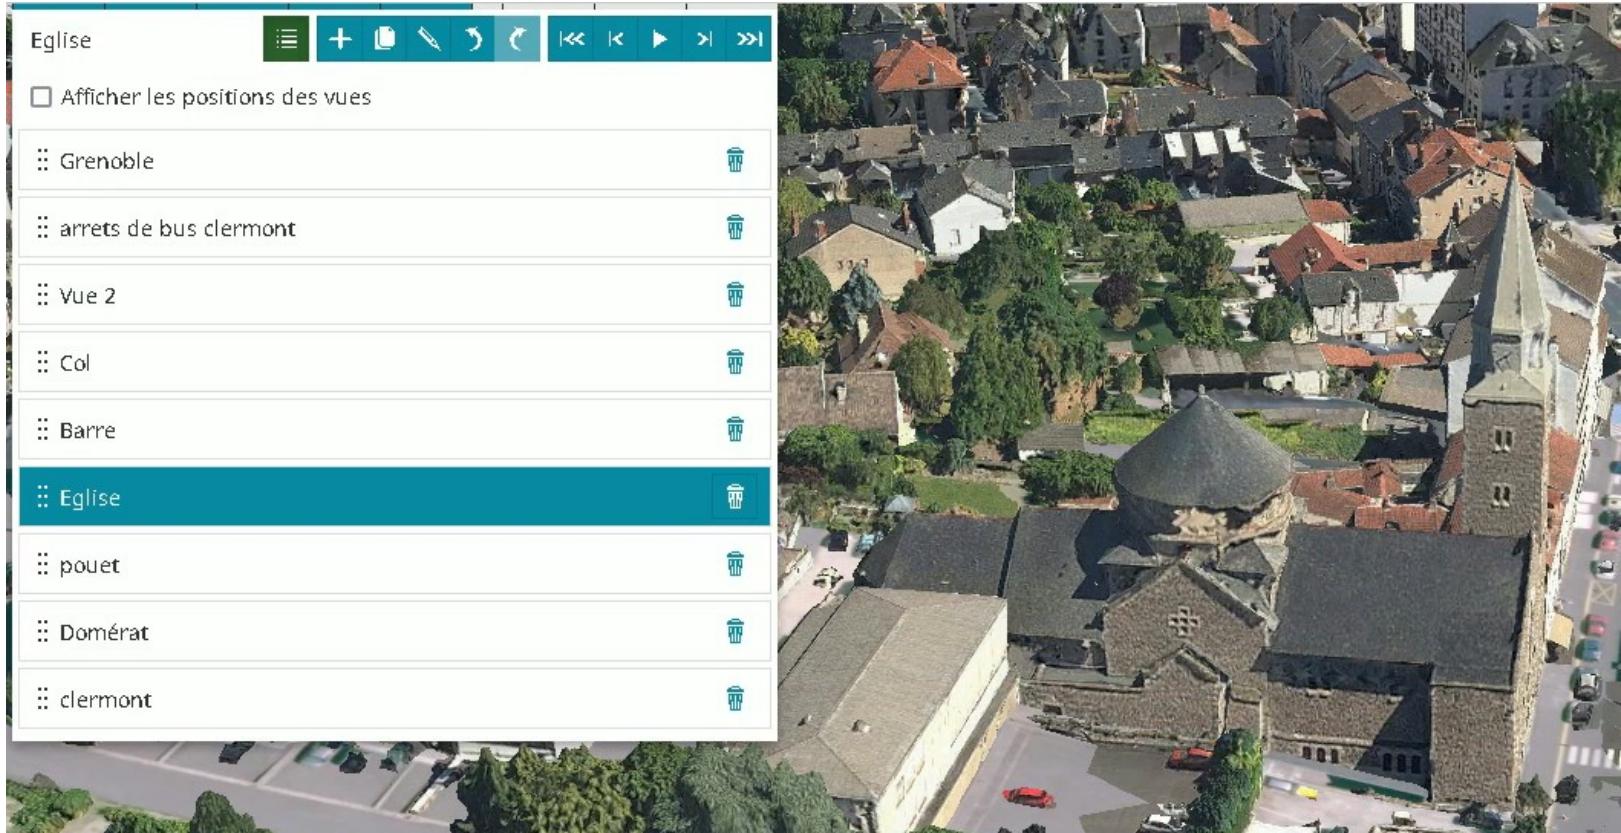 Eglise
Afficher les positions des vues
Grenoble
arrets de bus clermont
Vue 2
Col
Barre
Eglise
pouet
Domérat
clermont